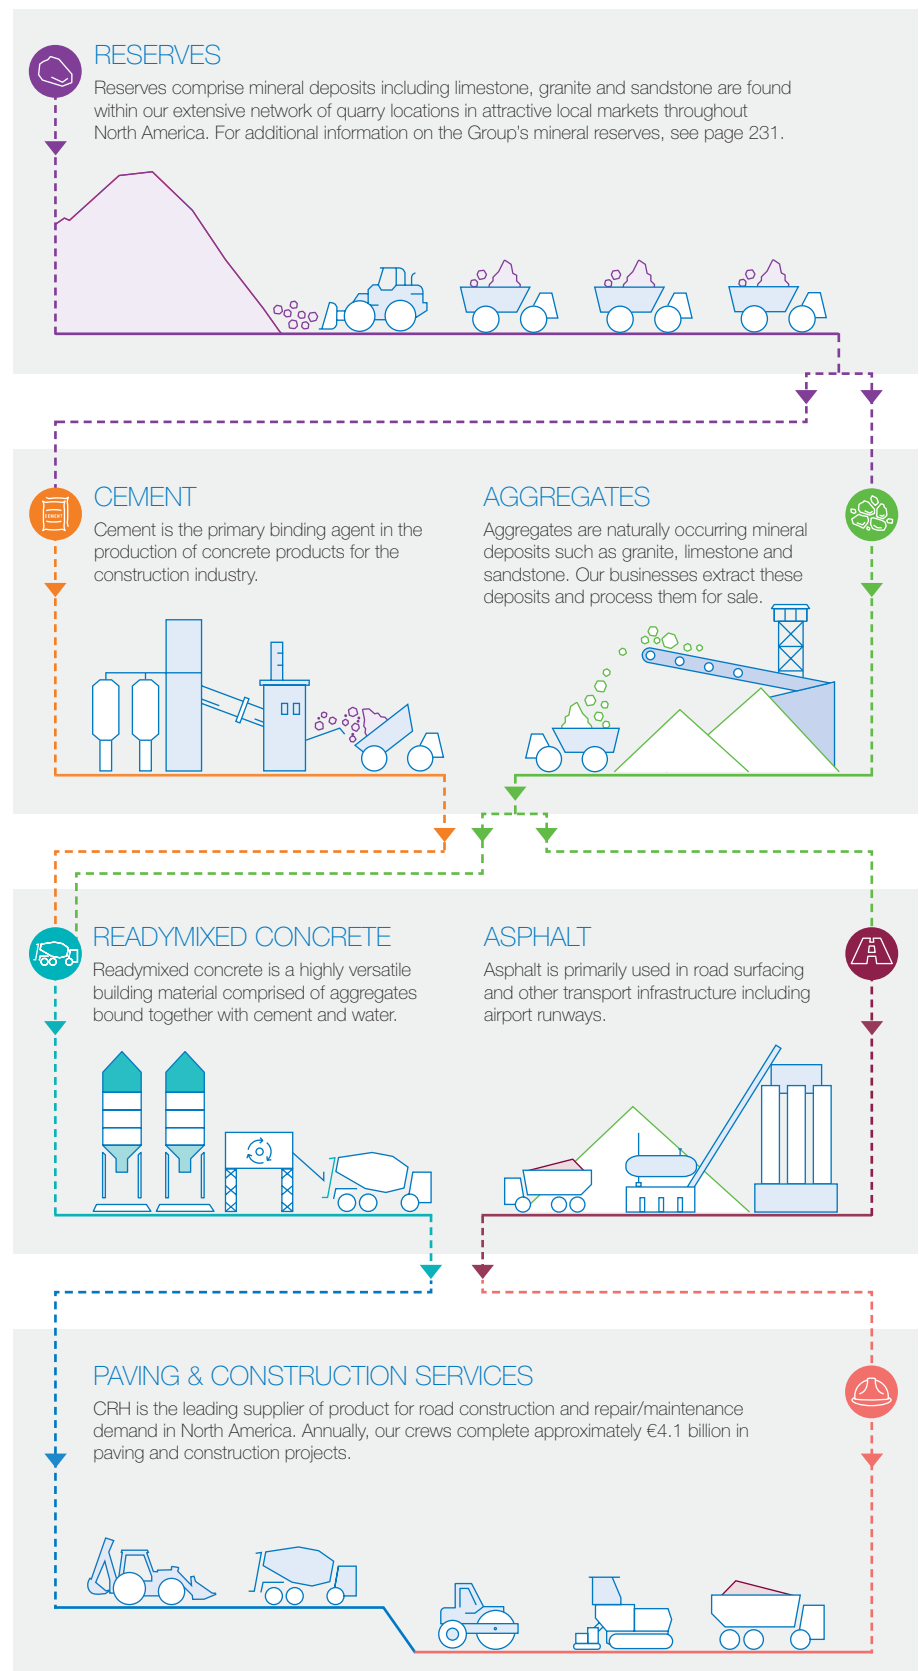 RESERVES
Reserves comprise mineral deposits including limestone, granite and sandstone are found
within our extensive network of quarry locations in attractive local markets throughout
North America. For additional information on the Group's mineral reserves, see page 231.
CEMENT
CEMENT
Cement is the primary binding agent in the
production of concrete products for the
construction industry.
AGGREGATES
Aggregates are naturally occurring mineral
deposits such as granite, limestone and
sandstone. Our businesses extract these
deposits and process them for sale.
READYMIXED CONCRETE
Readymixed concrete is a highly versatile
building material comprised of aggregates
bound together with cement and water.
ASPHALT
Asphalt is primarily used in road surfacing
and other transport infrastructure including
airport runways.
PAVING & CONSTRUCTION SERVICES
CRH is the leading supplier of product for road construction and repair/maintenance
demand in North America. Annually, our crews complete approximately €4.1 billion in
paving and construction projects.